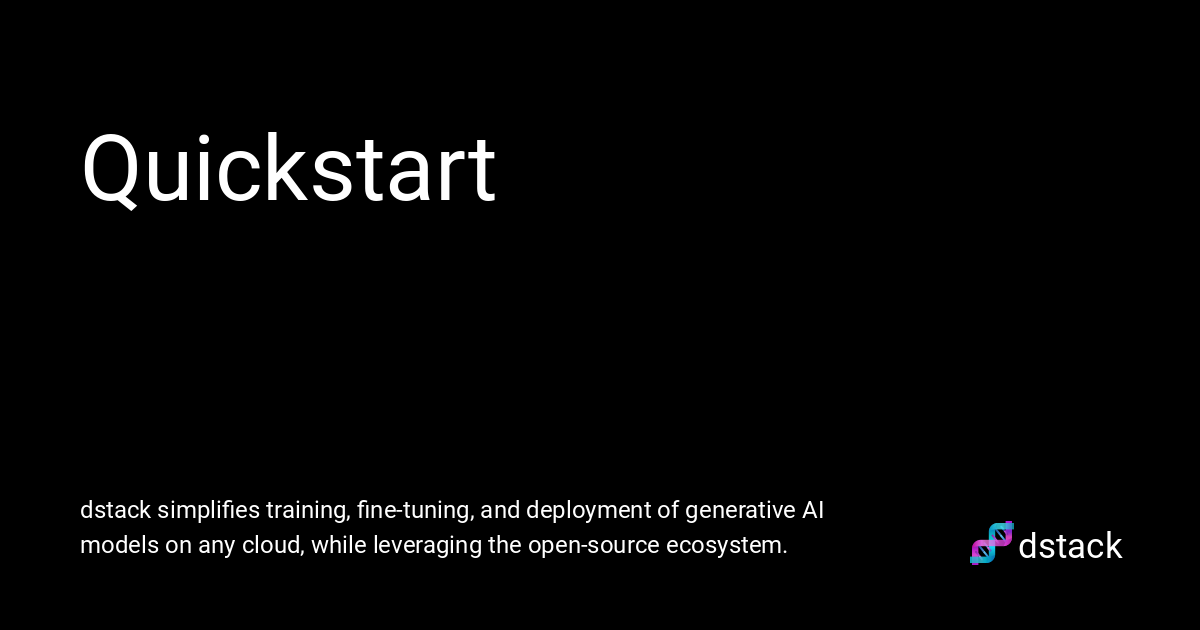 Quickstart
dstack simplifies training, fine-tuning, and deployment of generative AI
models on any cloud, while leveraging the open-source ecosystem.
dstack